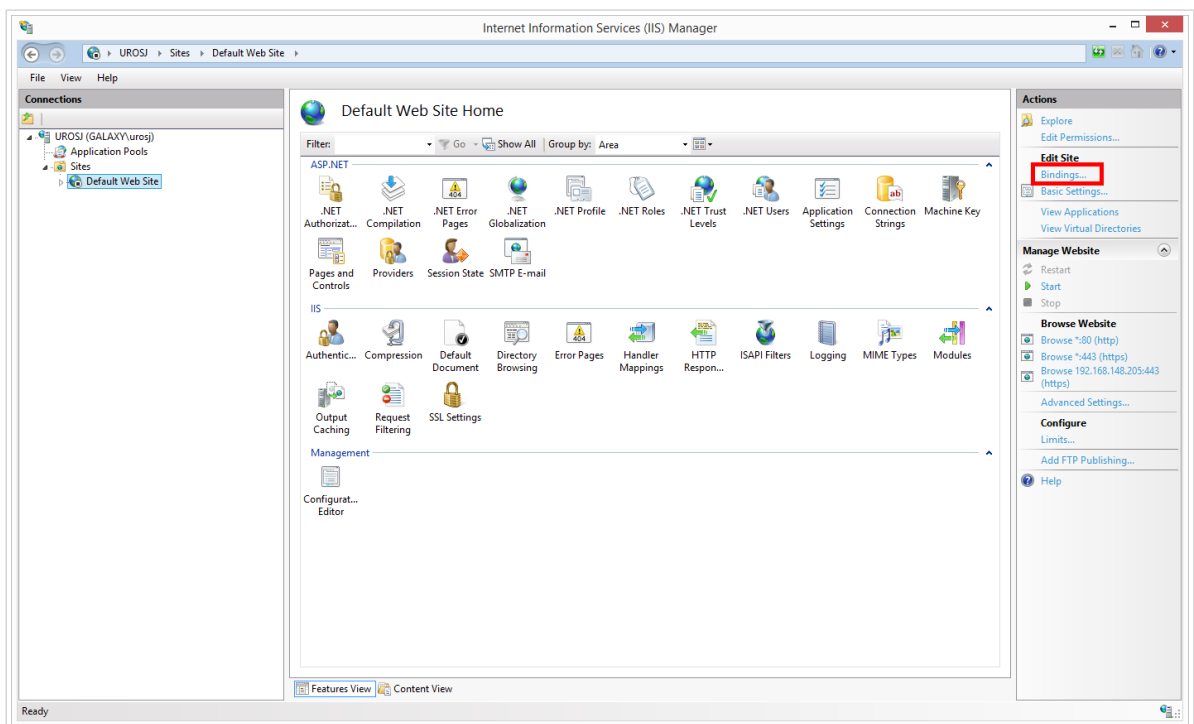 Internet Information Services (IIS) Manager
UROSJ Sites Default Web Site
File View Help
Connections
UROSJ (GALAXY\urosj)
Application Pools
Sites
Default Web Site
Default Web Site Home
Filter: Go Show All Group by: Area
ASP.NET
.NET Authorizat...
.NET Compilation
.NET Error Pages
.NET Globalization
.NET Profile
.NET Roles
.NET Trust Levels
.NET Users
Application Settings
Connection Strings
Machine Key
Pages and Controls
Providers
Session State
SMTP E-mail
IIS
Authentic...
Compression
Default Document
Directory Browsing
Error Pages
Handler Mappings
HTTP Respon...
ISAPI Filters
Logging
MIME Types
Modules
Output Caching
Request Filtering
SSL Settings
Management
Configurat... Editor
Features View Content View
Actions
Explore
Edit Permissions...
Edit Site
Bindings...
Basic Settings...
View Applications
View Virtual Directories
Manage Website
Restart
Start
Stop
Browse Website
Browse *:80 (http)
Browse *:443 (https)
Browse 192.168.148.205:443
(https)
Advanced Settings...
Configure
Limits...
Add FTP Publishing...
Help
Ready